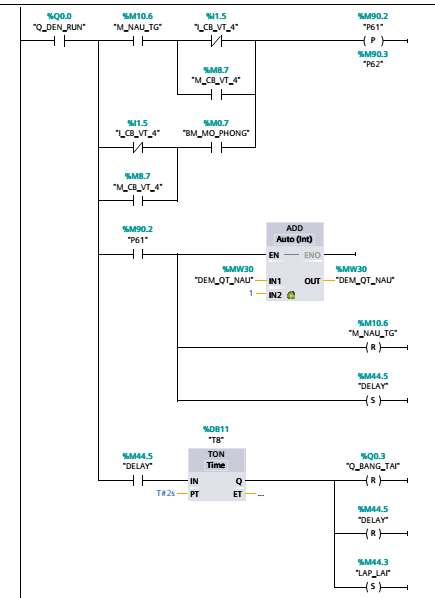 %Q0.0 %M10.6 %I1.5 %M90.2
"Q_DEN_RUN" "M_NAU_TG" "I_CB_VT_4" "P61"
P
%M90.3
"P62"
%M8.7
"M_CB_VT_4"
%I1.5 %M0.7
"I_CB_VT_4" "BM_MO_PHONG"
%M8.7
"M_CB_VT_4"
%M90.2
"P61"
ADD
Auto (Int)
EN ENO
%MW30 %MW30
"DEM_QT_NAU" IN1 OUT "DEM_QT_NAU"
1 IN2
%M10.6
"M_NAU_TG"
R
%M44.5
"DELAY"
S
%DB11
"T8"
%M44.5 TON %Q0.3
"DELAY" Time "Q_BANG_TAI"
IN Q R
T#2s PT ET ...
%M44.5
"DELAY"
R
%M44.3
"LAP_LAI"
S